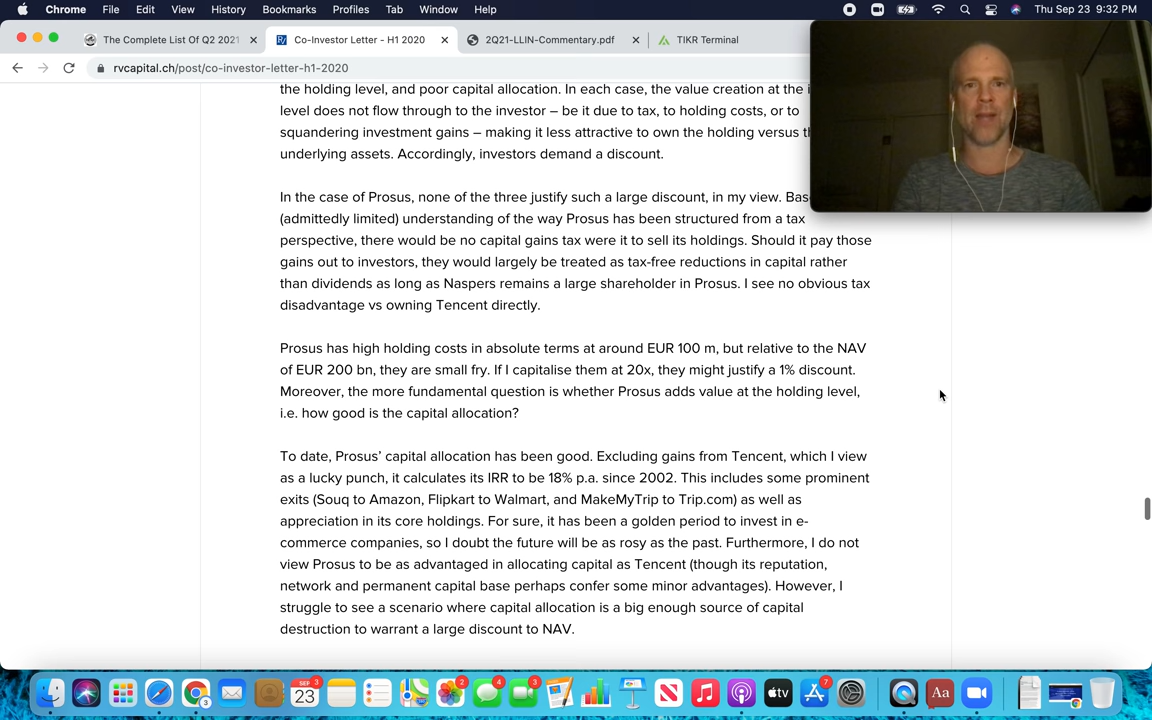 Chrome File Edit View History Bookmarks Profiles Tab Window Help Thu Sep 23 9:32 PM
The Complete List Of Q2 2021 Co-Investor Letter - H1 2020 2Q21-LLIN-Commentary.pdf TIKR Terminal
rvcapital.ch/post/co-investor-letter-h1-2020
the holding level, and poor capital allocation. In each case, the value creation at the
level does not flow through to the investor – be it due to tax, to holding costs, or to
squandering investment gains – making it less attractive to own the holding versus
underlying assets. Accordingly, investors demand a discount.
In the case of Prosus, none of the three justify such a large discount, in my view.
(admittedly limited) understanding of the way Prosus has been structured from a tax
perspective, there would be no capital gains tax were it to sell its holdings. Should it pay those
gains out to investors, they would largely be treated as tax-free reductions in capital rather
than dividends as long as Naspers remains a large shareholder in Prosus. I see no obvious tax
disadvantage vs owning Tencent directly.
Prosus has high holding costs in absolute terms at around EUR 100 m, but relative to the NAV
of EUR 200 bn, they are small fry. If I capitalise them at 20x, they might justify a 1% discount.
Moreover, the more fundamental question is whether Prosus adds value at the holding level,
i.e. how good is the capital allocation?
To date, Prosus’ capital allocation has been good. Excluding gains from Tencent, which I view
as a lucky punch, it calculates its IRR to be 18% p.a. since 2002. This includes some prominent
exits (Souq to Amazon, Flipkart to Walmart, and MakeMyTrip to Trip.com) as well as
appreciation in its core holdings. For sure, it has been a golden period to invest in e-
commerce companies, so I doubt the future will be as rosy as the past. Furthermore, I do not
view Prosus to be as advantaged in allocating capital as Tencent (though its reputation,
network and permanent capital base perhaps confer some minor advantages). However, I
struggle to see a scenario where capital allocation is a big enough source of capital
destruction to warrant a large discount to NAV.
3 SEP 23 3 2 4 3 tv 7 Aa